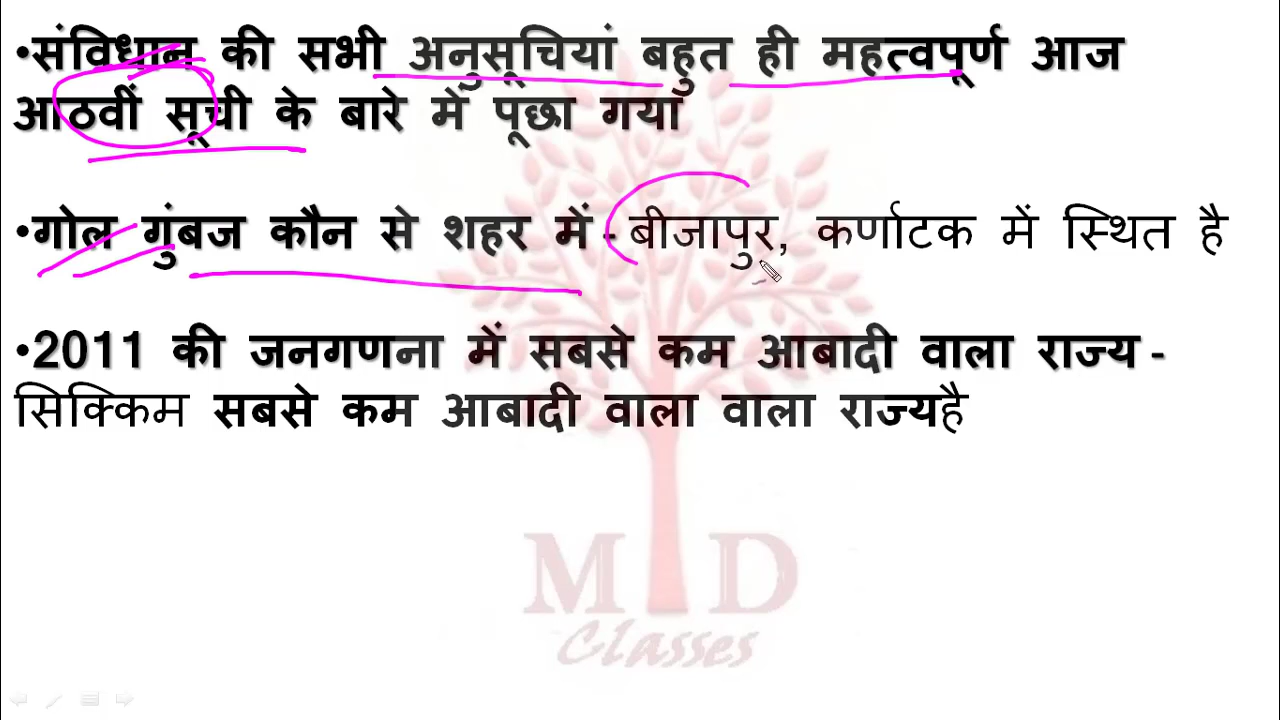 •संविधान की सभी अनुसूचियां बहुत ही महत्वपूर्ण आज
आठवीं सूची के बारे में पूछा गया
•गोल गुंबज कौन से शहर में - बीजापुर, कर्णाटक में स्थित है
•2011 की जनगणना में सबसे कम आबादी वाला राज्य -
सिक्किम सबसे कम आबादी वाला वाला राज्यहै
M D
Classes